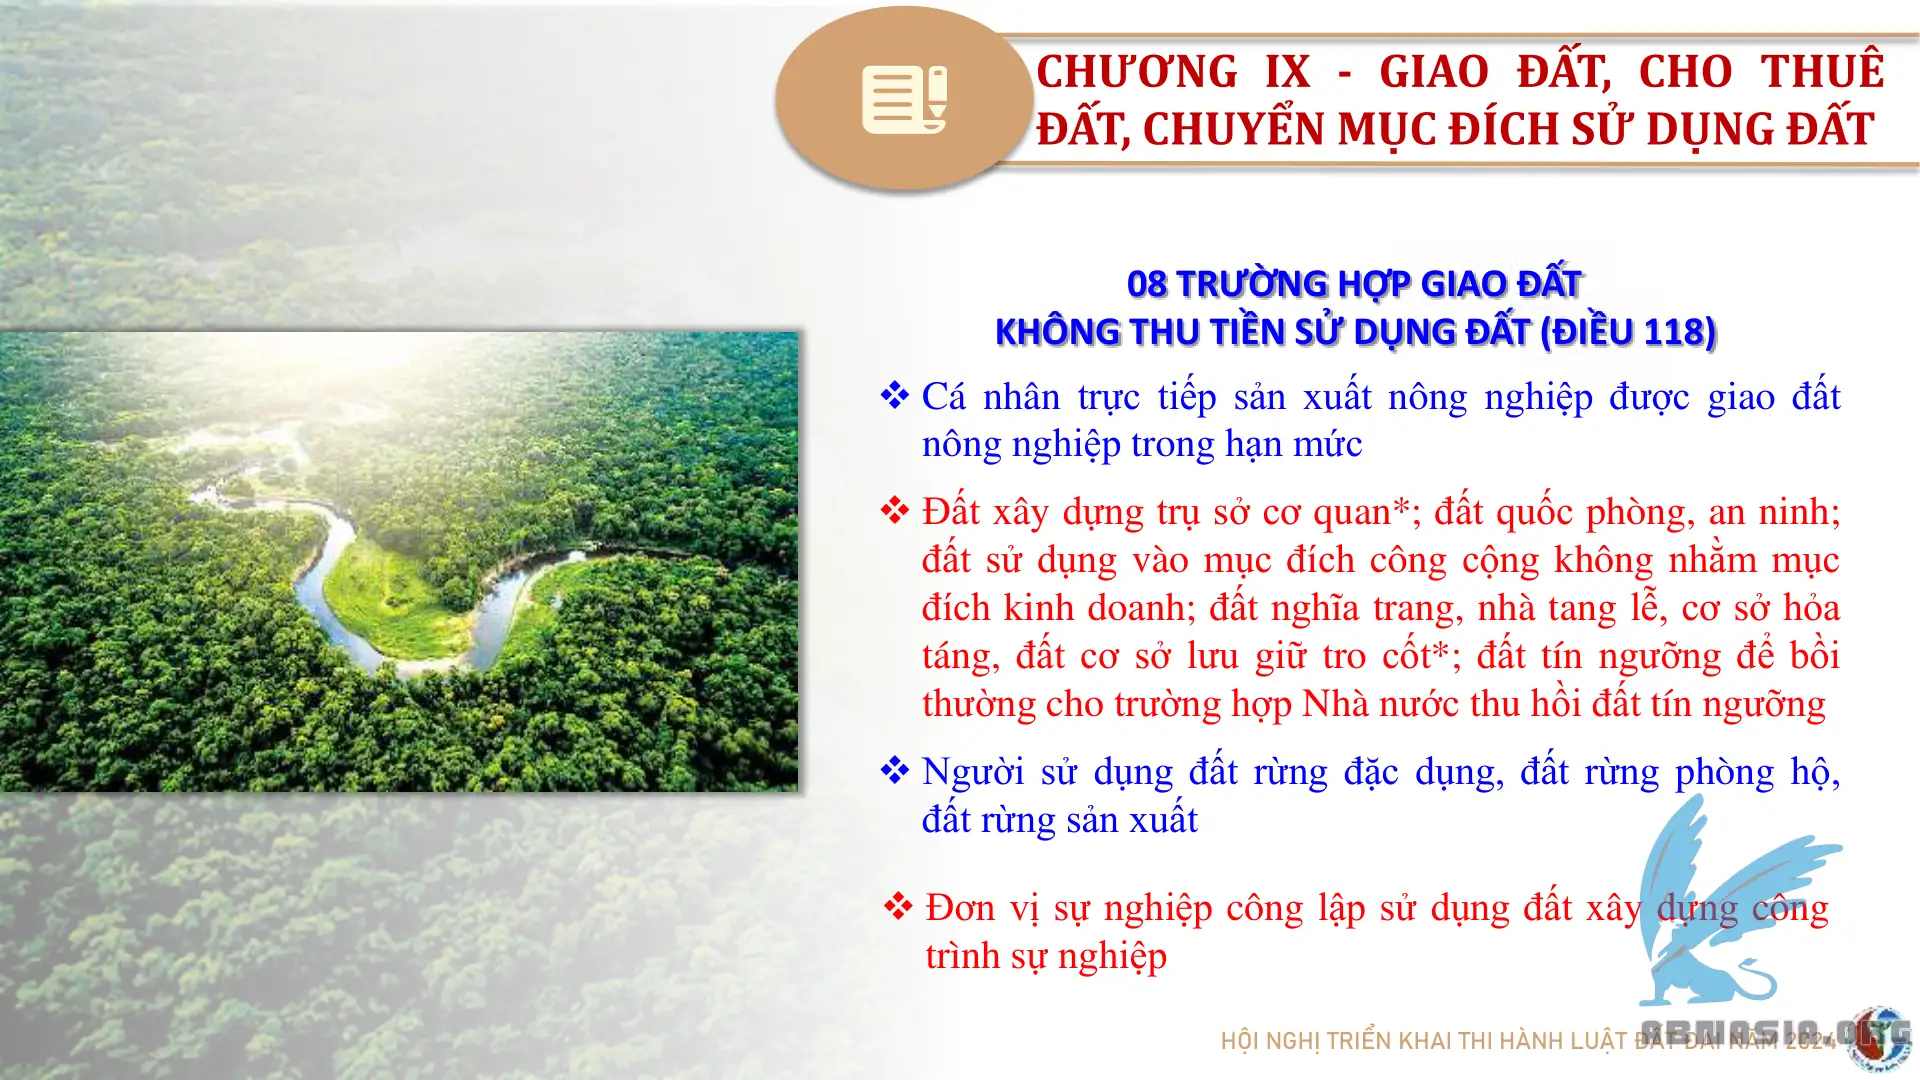 CHƯƠNG IX - GIAO ĐẤT, CHO THUÊ
ĐẤT, CHUYỂN MỤC ĐÍCH SỬ DỤNG ĐẤT
08 TRƯỜNG HỢP GIAO ĐẤT
KHÔNG THU TIỀN SỬ DỤNG ĐẤT (ĐIỀU 118)
❖ Cá nhân trực tiếp sản xuất nông nghiệp được giao đất
nông nghiệp trong hạn mức
❖ Đất xây dựng trụ sở cơ quan*; đất quốc phòng, an ninh;
đất sử dụng vào mục đích công cộng không nhằm mục
đích kinh doanh; đất nghĩa trang, nhà tang lễ, cơ sở hỏa
táng, đất cơ sở lưu giữ tro cốt*; đất tín ngưỡng để bồi
thường cho trường hợp Nhà nước thu hồi đất tín ngưỡng
❖ Người sử dụng đất rừng đặc dụng, đất rừng phòng hộ,
đất rừng sản xuất
❖ Đơn vị sự nghiệp công lập sử dụng đất xây dựng công
trình sự nghiệp
HỘI NGHỊ TRIỂN KHAI THI HÀNH LUẬT ĐẤT ĐAI NĂM 2024
ABMASIA.ORG